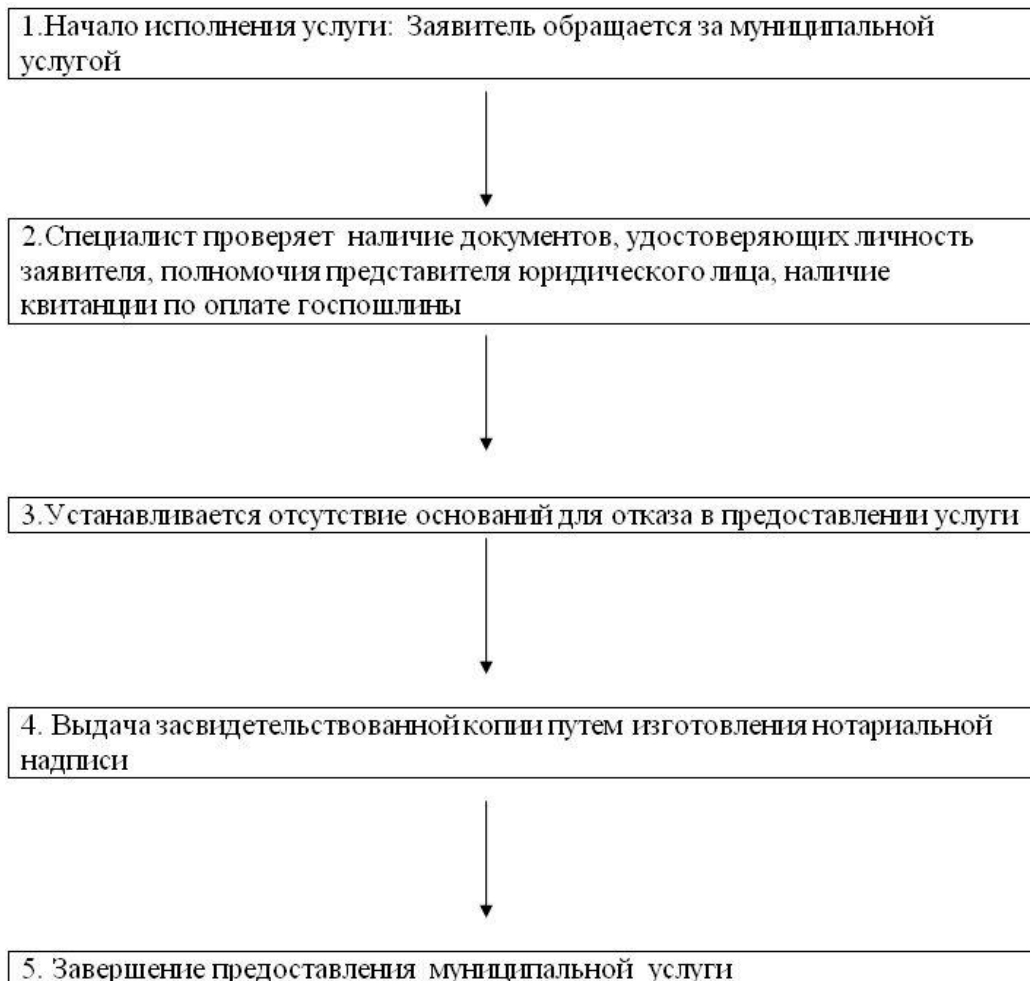 1.Начало исполнения услуги: Заявитель обращается за муниципальной
услугой
2.Специалист проверяет наличие документов, удостоверяющих личность
заявителя, полномочия представителя юридического лица, наличие
квитанции по оплате госпошлины
3.Устанавливается отсутствие оснований для отказа в предоставлении услуги
4. Выдача засвидетельствованной копии путем изготовления нотариальной
надписи
5. Завершение предоставления муниципальной услуги